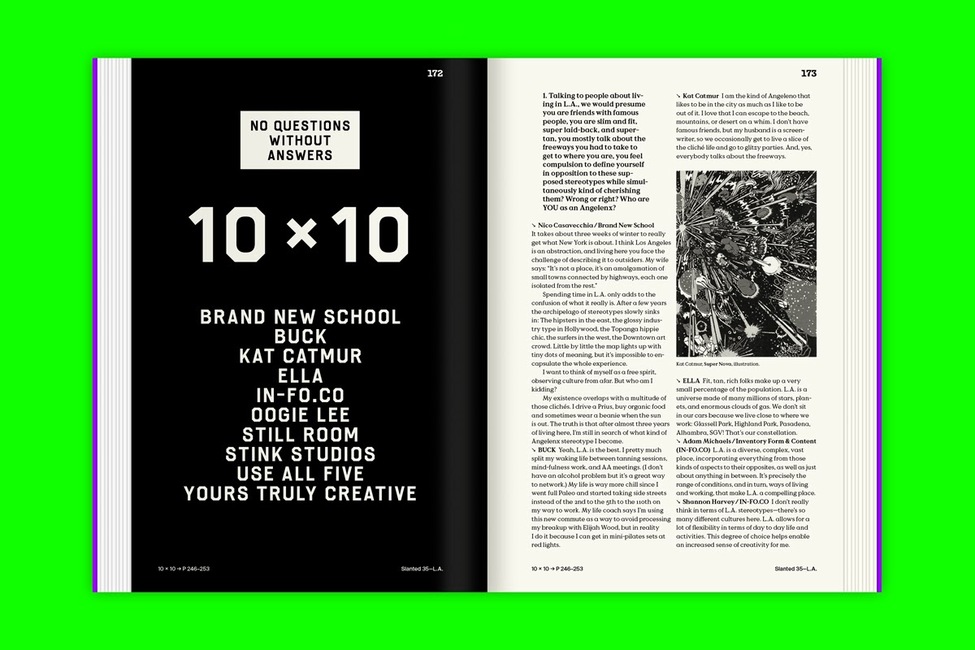 172
NO QUESTIONS
WITHOUT
ANSWERS
10 × 10
BRAND NEW SCHOOL
BUCK
KAT CATMUR
ELLA
IN-FO.CO
OOGIE LEE
STILL ROOM
STINK STUDIOS
USE ALL FIVE
YOURS TRULY CREATIVE
10 × 10 → P 246–253
Slanted 35—L.A.
173
1. Talking to people about liv-
ing in L.A., we would presume
you are friends with famous
people, you are slim and fit,
super laid-back, and super-
tan, you mostly talk about the
freeways you had to take to
get to where you are, you feel
compulsion to define yourself
in opposition to these sup-
posed stereotypes while simul-
taneously kind of cherishing
them? Wrong or right? Who are
YOU as an Angelenx?
↘ Nico Casavecchia / Brand New School
It takes about three weeks of winter to really
get what New York is about. I think Los Angeles
is an abstraction, and living here you face the
challenge of describing it to outsiders. My wife
says: “It’s not a place, it’s an amalgamation of
small towns connected by highways, each one
isolated from the rest.”
Spending time in L.A. only adds to the
confusion of what it really is. After a few years
the archipelago of stereotypes slowly sinks
in: The hipsters in the east, the glossy indus-
try type in Hollywood, the Topanga hippie
chic, the surfers in the west, the Downtown art
crowd. Little by little the map lights up with
tiny dots of meaning, but it’s impossible to en-
capsulate the whole experience.
I want to think of myself as a free spirit,
observing culture from afar. But who am I
kidding?
My existence overlaps with a multitude of
those clichés. I drive a Prius, buy organic food
and sometimes wear a beanie when the sun
is out. The truth is that after almost three years
of living here, I’m still in search of what kind of
Angelenx stereotype I become.
↘ BUCK Yeah, L.A. is the best. I pretty much
split my waking life between tanning sessions,
mind-fulness work, and AA meetings. (I don’t
have an alcohol problem but it’s a great way
to network.) My life is way more chill since I
went full Paleo and started taking side streets
instead of the and to the 5th to the 110th on
my way to work. My life coach says I’m using
this new commute as a way to avoid processing
my breakup with Elijah Wood, but in reality
I do it because I can get in mini-pilates sets at
red lights.
↘ Kat Catmur I am the kind of Angeleno that
likes to be in the city as much as I like to be
out of it. I love that I can escape to the beach,
mountains, or desert on a whim. I don’t have
famous friends, but my husband is a screen-
writer, so we occasionally get to live a slice of
the cliché life and go to glitzy parties. And, yes,
everybody talks about the freeways.
Kat Catmur, Super Nova, illustration.
↘ ELLA Fit, tan, rich folks make up a very
small percentage of the population. L.A. is a
universe made of many millions of stars, plan-
ets, and enormous clouds of gas. We don’t sit
in our cars because we live close to where we
work: Glassell Park, Highland Park, Pasadena,
Alhambra, SGV! That’s our constellation.
↘ Adam Michaels / Inventory Form & Content
(IN-FO.CO) L.A. is a diverse, complex, vast
place, incorporating everything from those
kinds of aspects to their opposites, as well as just
about anything in between. It’s precisely the
range of conditions, and in turn, ways of living
and working, that make L.A. a compelling place.
↘ Shannon Harvey / IN-FO.CO I don’t really
think in terms of L.A. stereotypes—there’s so
many different cultures here. L.A. allows for a
lot of flexibility in terms of day to day life and
activities. This degree of choice helps enable
an increased sense of creativity for me.
10 × 10 → P 246–253
Slanted 35—L.A.